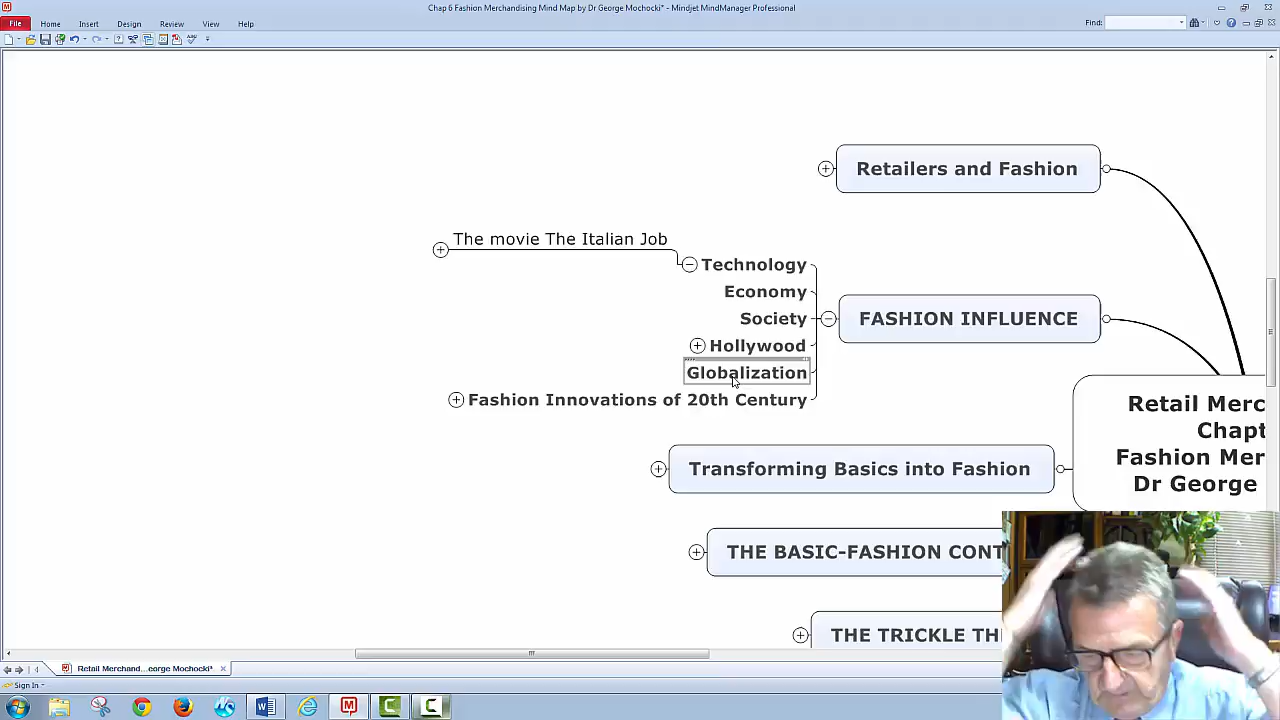 Chap 6 Fashion Merchandising Mind Map by Dr George Mochocki* - Mindjet MindManager Professional
File Home Insert Design Review View Help
Find:
Retailers and Fashion
The movie The Italian Job
Technology
Economy
Society
FASHION INFLUENCE
Hollywood
Globalization
Fashion Innovations of 20th Century
Retail Merc
Chapt
Fashion Mer
Dr George
Transforming Basics into Fashion
THE BASIC-FASHION CONT
THE TRICKLE TH
Retail Merchand...eorge Mochocki*
Sign In